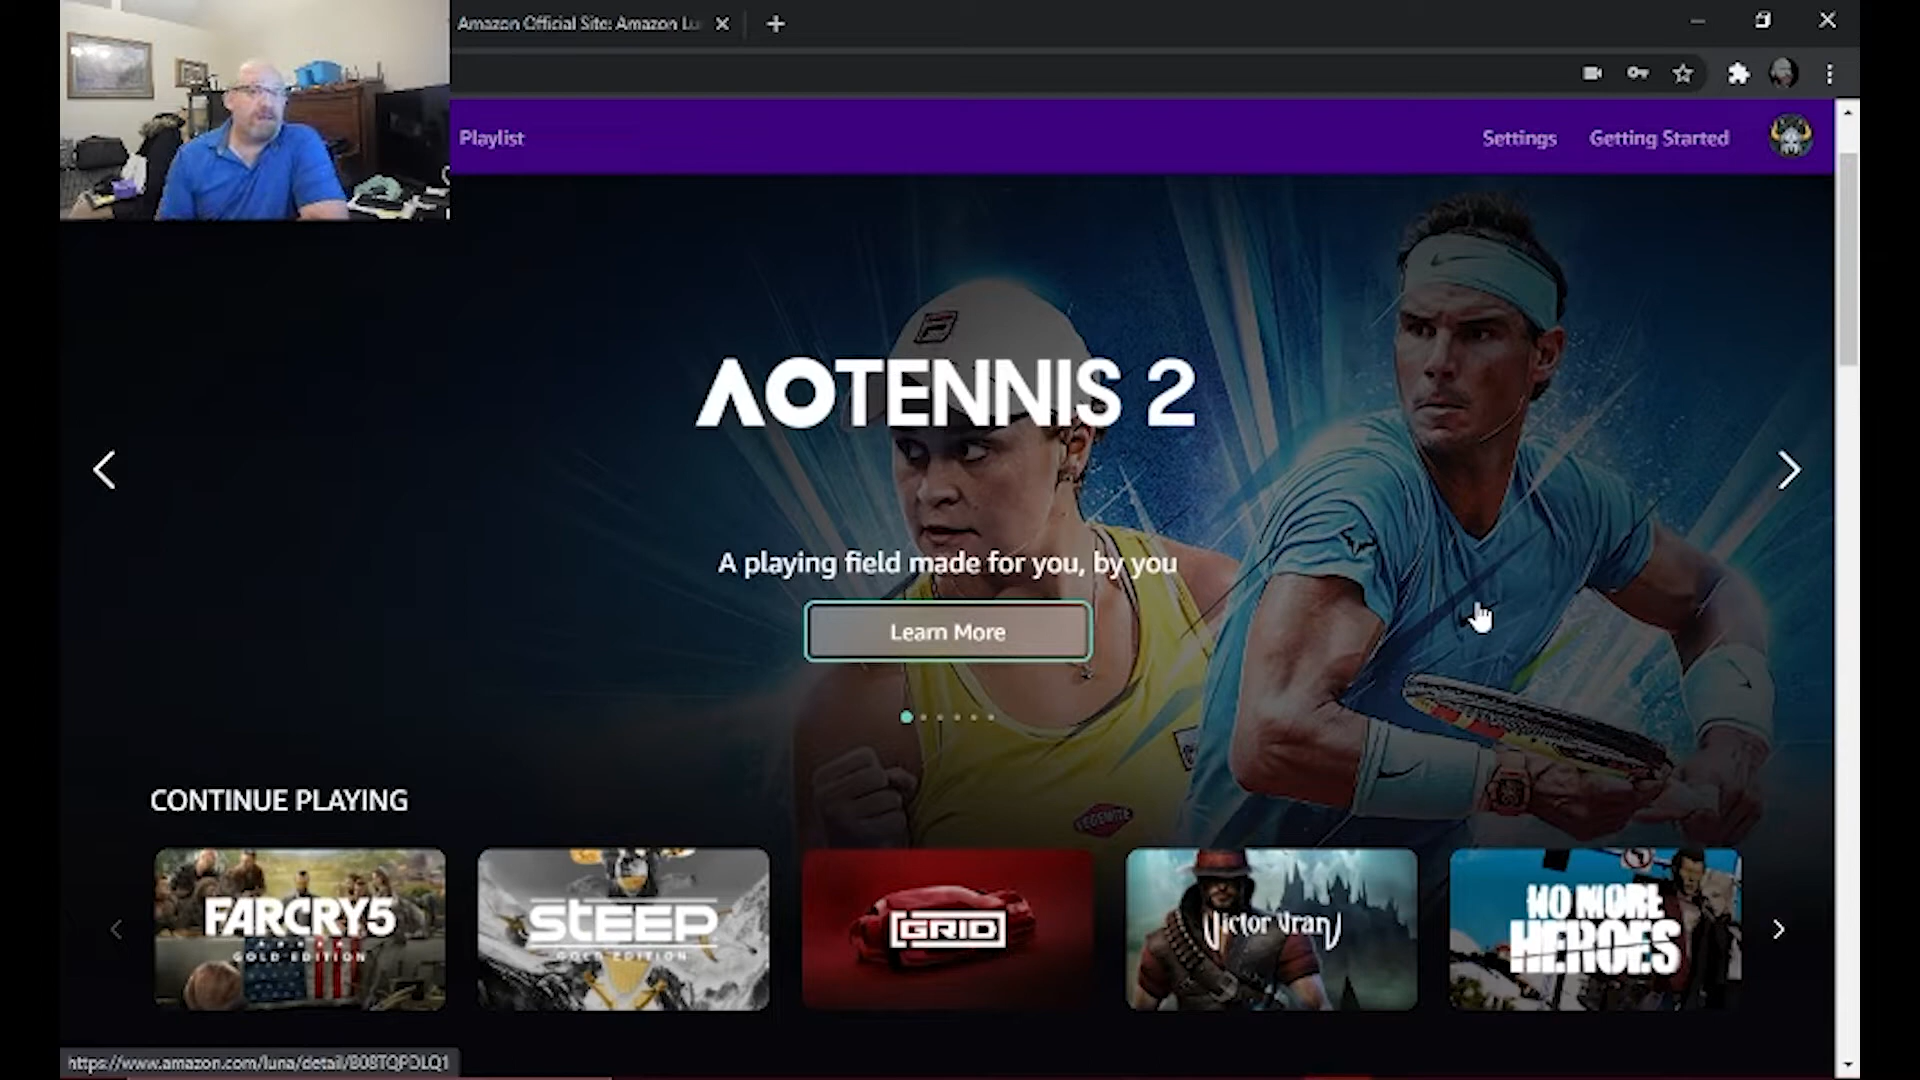 Amazon Official Site: Amazon Lu
Playlist
Settings
Getting Started
AOTENNIS 2
A playing field made for you, by you
Learn More
VEGEMITE
CONTINUE PLAYING
FARCRY5
GOLD EDITION
STEEP
GOLD EDITION
GRID
Victor Vran
NO MORE
HEROES
https://www.amazon.com/luna/detail/B08TQPDLQ1